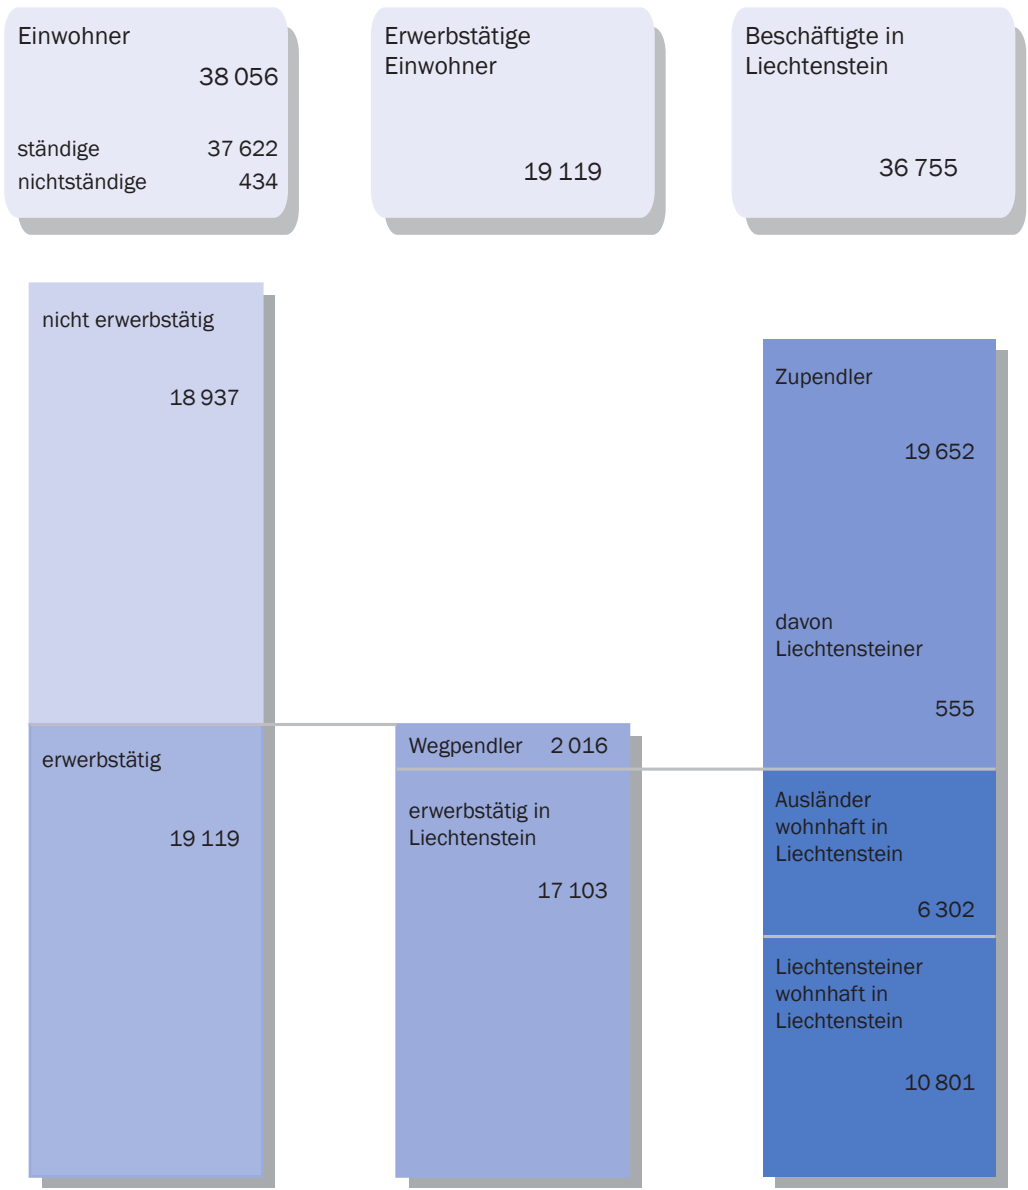 Einwohner
38 056
ständige 37 622
nichtständige 434
Erwerbstätige
Einwohner
19 119
Beschäftigte in
Liechtenstein
36 755
nicht erwerbstätig
18 937
erwerbstätig
19 119
Wegpendler 2 016
erwerbstätig in
Liechtenstein
17 103
Zupendler
19 652
davon
Liechtensteiner
555
Ausländer
wohnhaft in
Liechtenstein
6 302
Liechtensteiner
wohnhaft in
Liechtenstein
10 801